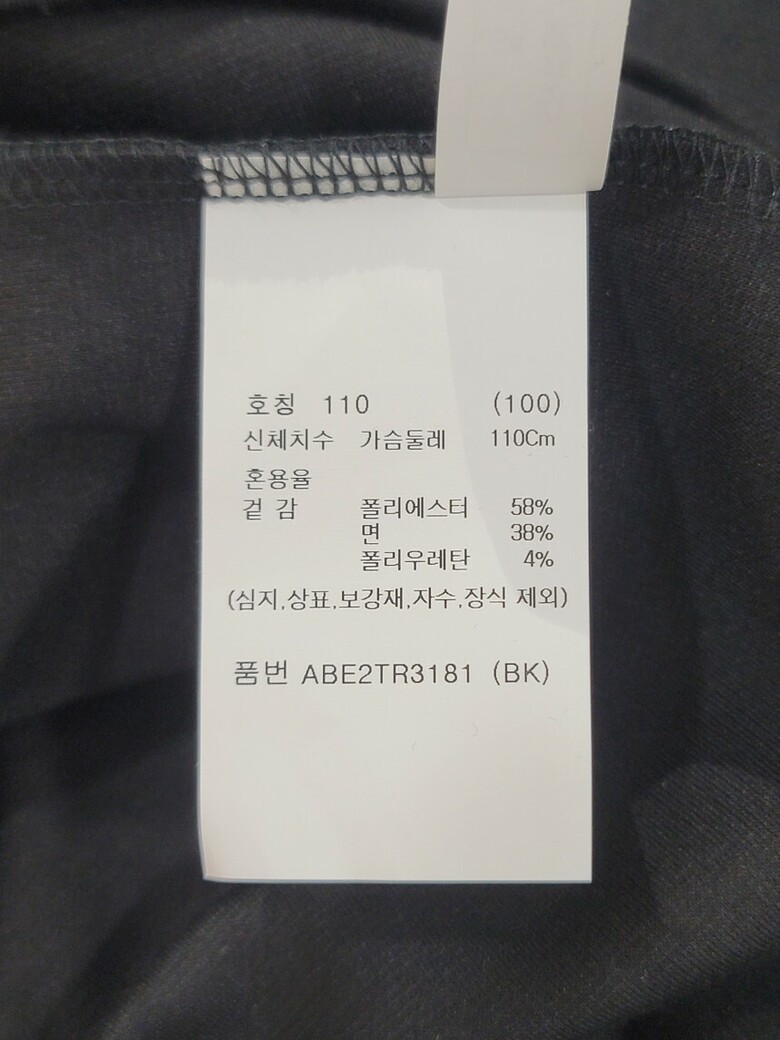 호칭 110 (100)
신체치수 가슴둘레 110Cm
혼용율
겉 감 폴리에스터 58%
면 38%
폴리우레탄 4%
(심지,상표,보강재,자수,장식 제외)
품번 ABE2TR3181 (BK)